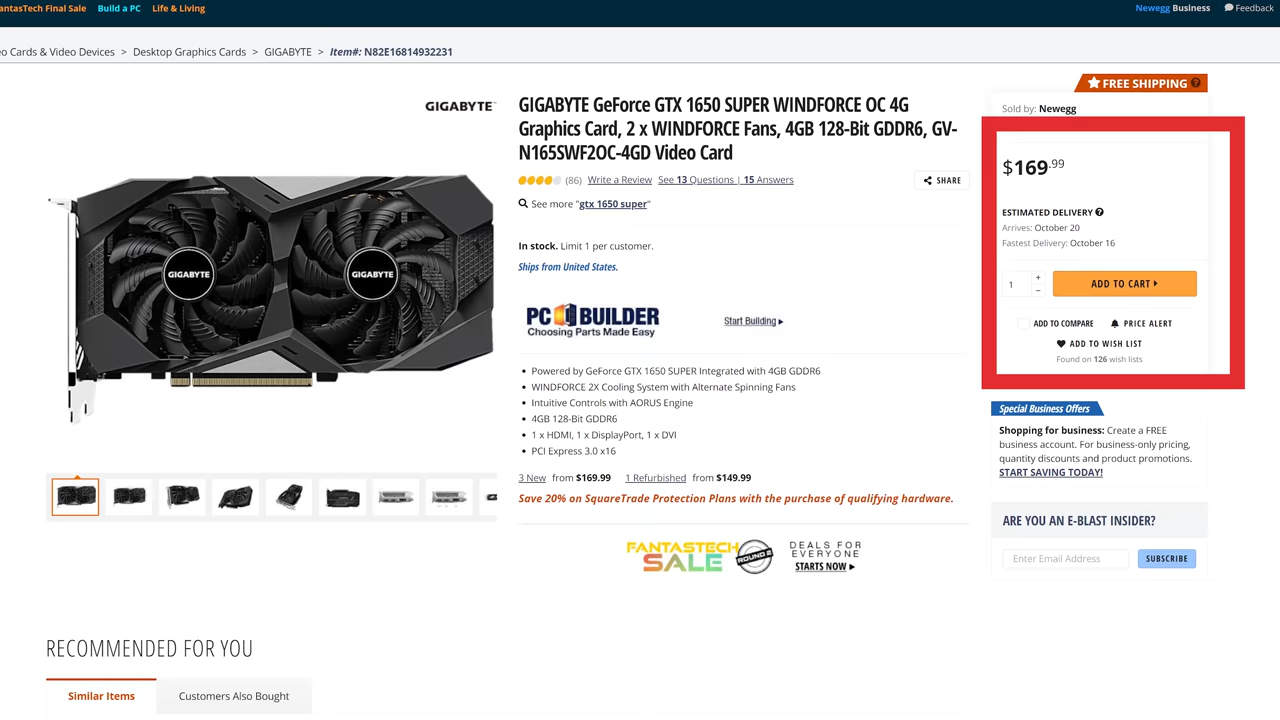 antasTech Final Sale Build a PC Life & Living Newegg Business Feedback
eo Cards & Video Devices > Desktop Graphics Cards > GIGABYTE > Item#: N82E16814932231
FREE SHIPPING ?
Sold by: Newegg
GIGABYTE™
GIGABYTE
GIGABYTE
GIGABYTE GeForce GTX 1650 SUPER WINDFORCE OC 4G
Graphics Card, 2 x WINDFORCE Fans, 4GB 128-Bit GDDR6, GV-
N165SWF2OC-4GD Video Card
(86) Write a Review See 13 Questions | 15 Answers
SHARE
See more "gtx 1650 super"
In stock. Limit 1 per customer.
Ships from United States.
PC BUILDER
Choosing Parts Made Easy
Start Building ▸
• Powered by GeForce GTX 1650 SUPER Integrated with 4GB GDDR6
• WINDFORCE 2X Cooling System with Alternate Spinning Fans
• Intuitive Controls with AORUS Engine
• 4GB 128-Bit GDDR6
• 1 x HDMI, 1 x DisplayPort, 1 x DVI
• PCI Express 3.0 x16
3 New from $169.99 1 Refurbished from $149.99
Save 20% on SquareTrade Protection Plans with the purchase of qualifying hardware.
FANTASTECH
SALE
ROUND 2
DEALS FOR
EVERYONE
STARTS NOW ▸
$169.99
ESTIMATED DELIVERY ?
Arrives: October 20
Fastest Delivery: October 16
1 + −
ADD TO CART ▸
ADD TO COMPARE PRICE ALERT
ADD TO WISH LIST
Found on 126 wish lists
Special Business Offers
Shopping for business: Create a FREE
business account. For business-only pricing,
quantity discounts and product promotions.
START SAVING TODAY!
ARE YOU AN E-BLAST INSIDER?
Enter Email Address SUBSCRIBE
RECOMMENDED FOR YOU
Similar Items Customers Also Bought